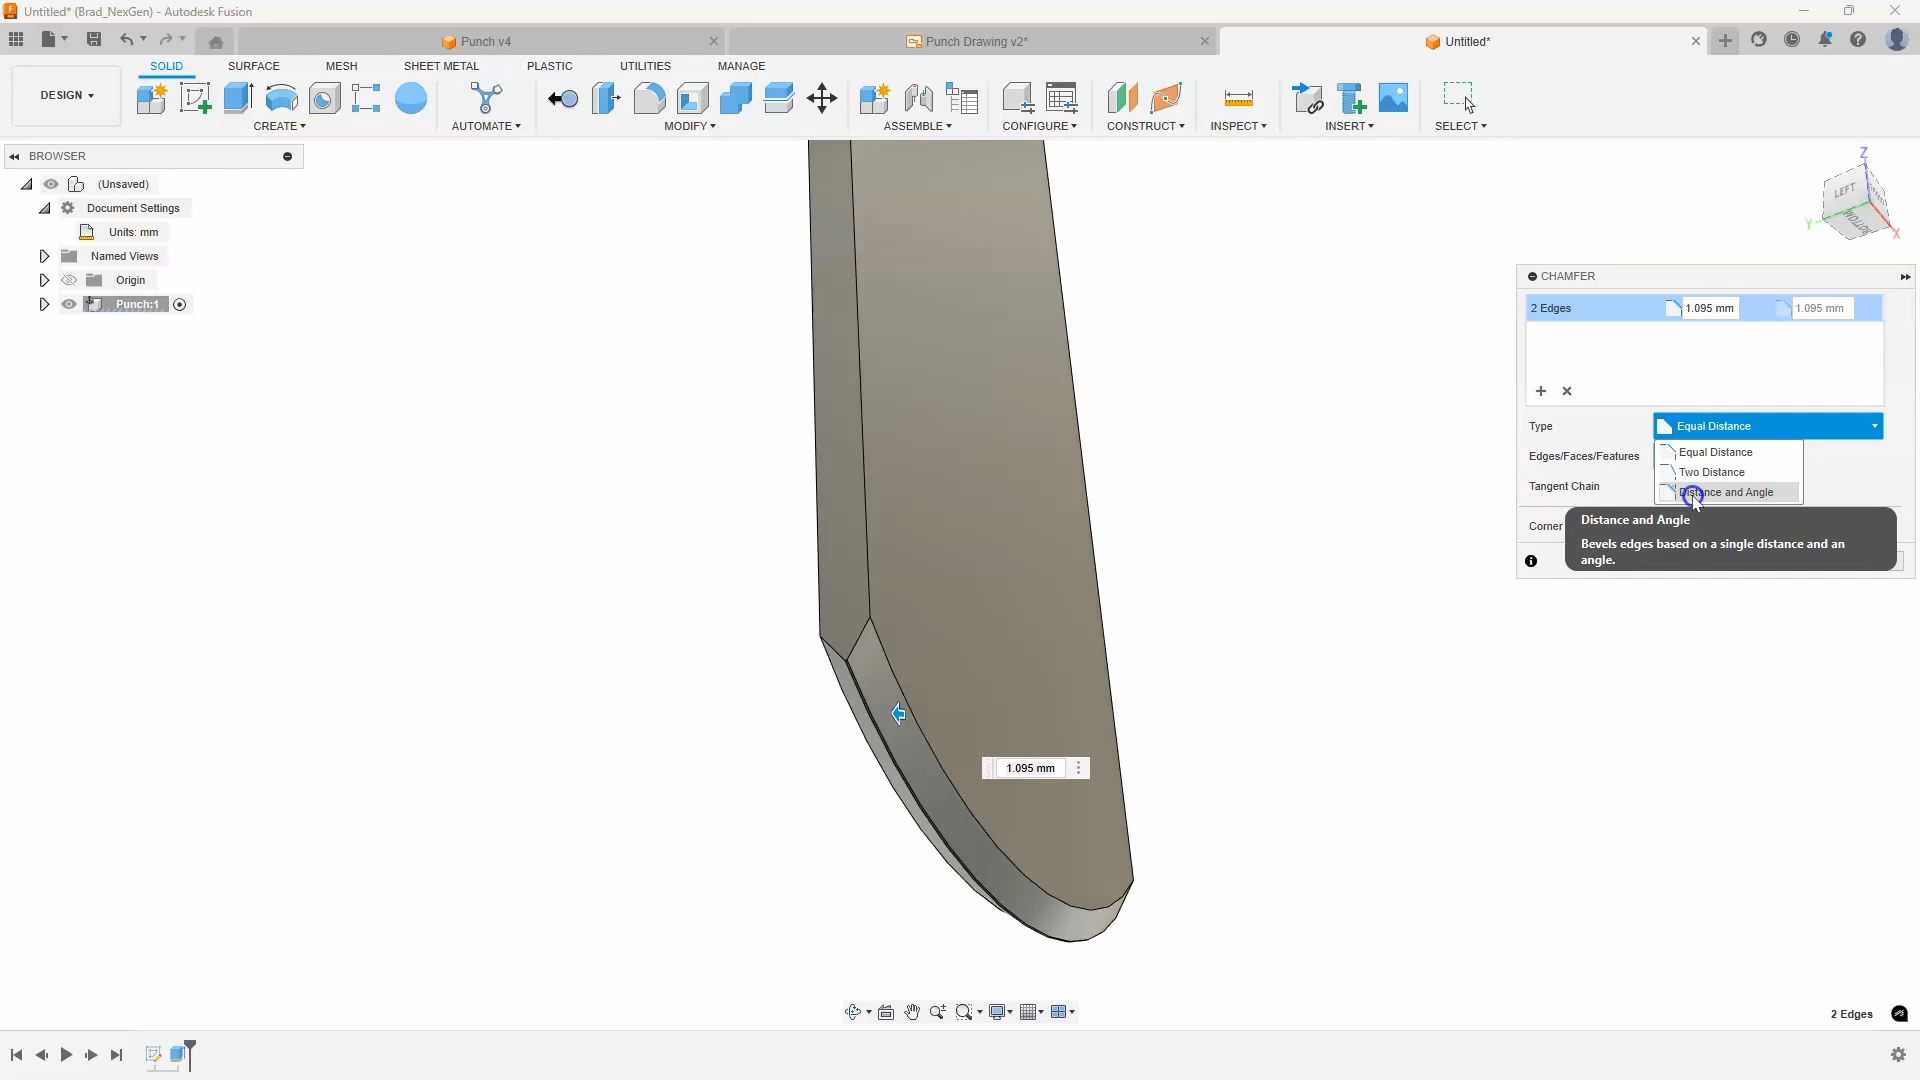 Untitled* (Brad_NexGen) - Autodesk Fusion
Punch v4
Punch Drawing v2*
Untitled*
SOLID
SURFACE
MESH
SHEET METAL
PLASTIC
UTILITIES
MANAGE
DESIGN
CREATE
AUTOMATE
MODIFY
ASSEMBLE
CONFIGURE
CONSTRUCT
INSPECT
INSERT
SELECT
BROWSER
(Unsaved)
Document Settings
Units: mm
Named Views
Origin
Punch:1
Z
LEFT
BOTTOM
Y
X
CHAMFER
2 Edges
1.095 mm
1.095 mm
Type
Equal Distance
Equal Distance
Edges/Faces/Features
Two Distance
Tangent Chain
Distance and Angle
Corner
Distance and Angle
Bevels edges based on a single distance and an
angle.
1.095 mm
2 Edges